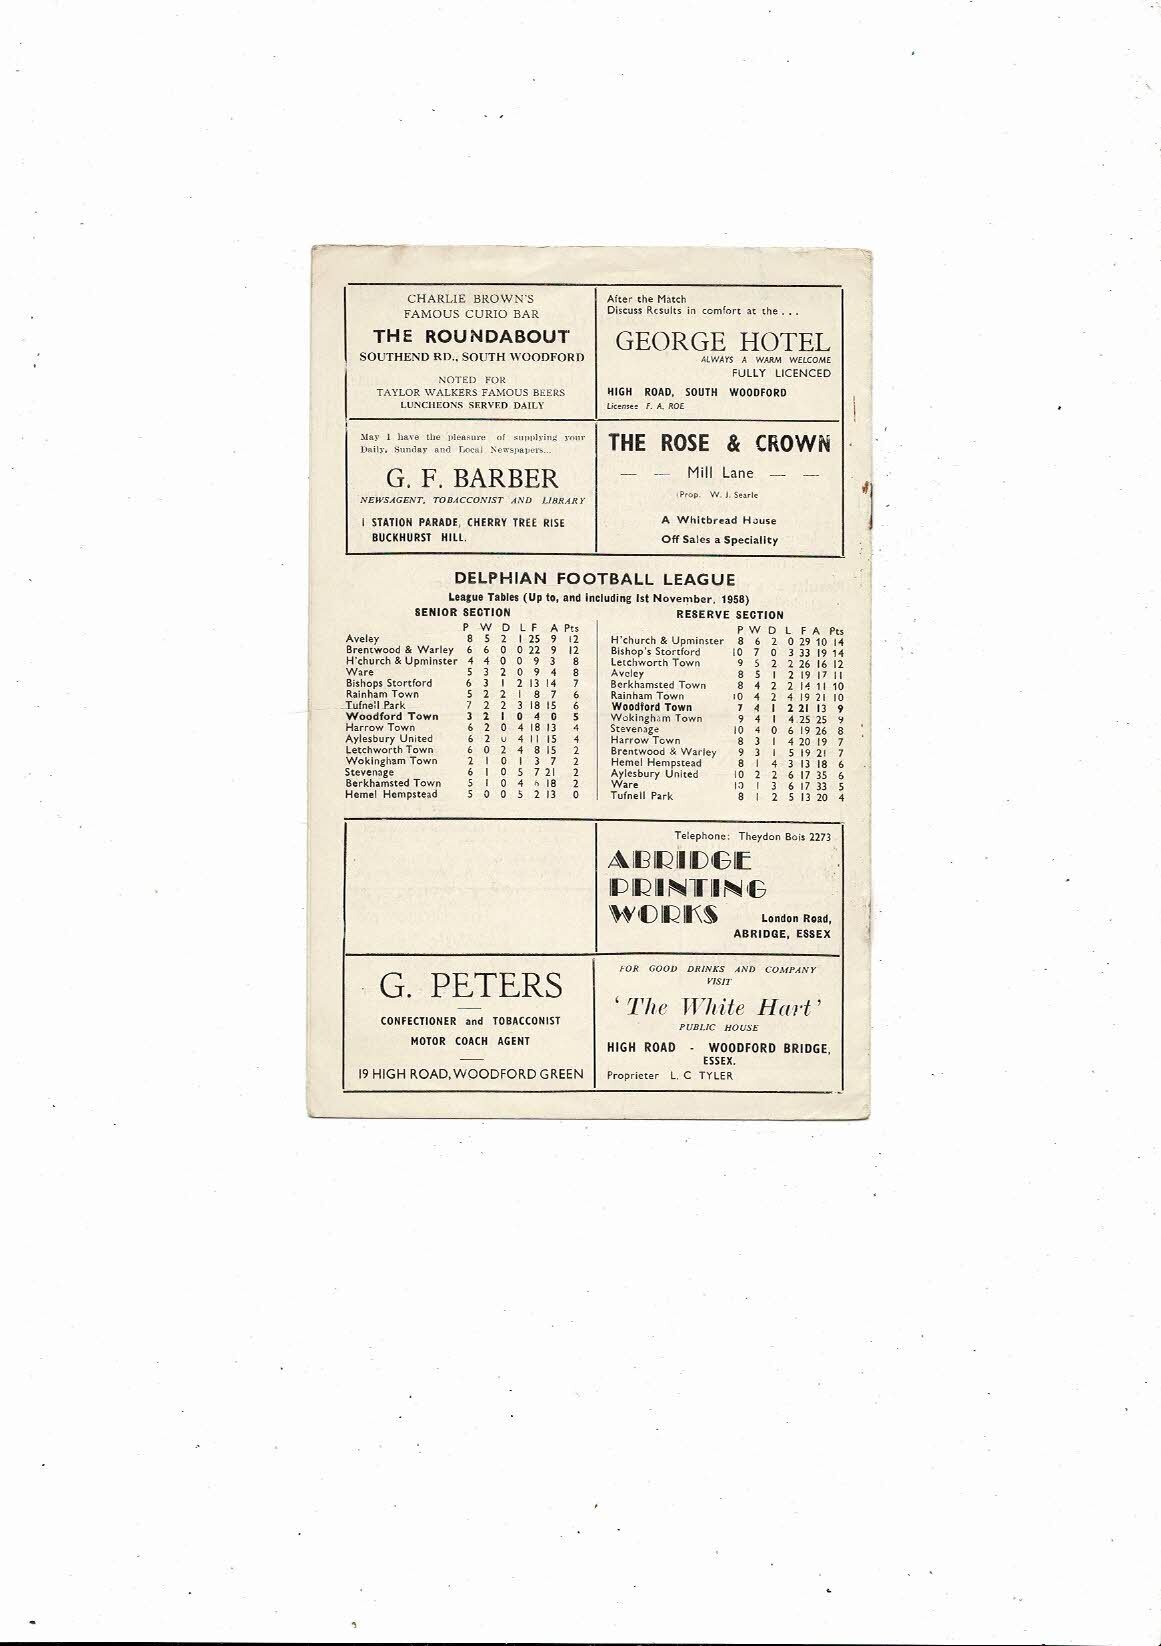 CHARLIE BROWN'S
FAMOUS CURIO BAR
THE ROUNDABOUT
SOUTHEND RD., SOUTH WOODFORD
NOTED FOR
TAYLOR WALKERS FAMOUS BEERS
LUNCHEONS SERVED DAILY
After the Match
Discuss Results in comfort at the . . .
GEORGE HOTEL
ALWAYS A WARM WELCOME
FULLY LICENCED
HIGH ROAD, SOUTH WOODFORD
Licensee F. A. ROE
May I have the pleasure of supplying your
Daily, Sunday and Local Newspapers...
G. F. BARBER
NEWSAGENT, TOBACCONIST AND LIBRARY
1 STATION PARADE, CHERRY TREE RISE
BUCKHURST HILL.
THE ROSE & CROWN
— — Mill Lane — —
(Prop. W. J. Searle
A Whitbread House
Off Sales a Speciality
DELPHIAN FOOTBALL LEAGUE
League Tables (Up to, and including 1st November, 1958)
SENIOR SECTION
P W D L F A Pts
Aveley 8 5 2 1 25 9 12
Brentwood & Warley 6 6 0 0 22 9 12
H'church & Upminster 4 4 0 0 9 3 8
Ware 5 3 2 0 9 4 8
Bishops Stortford 6 3 1 2 13 14 7
Rainham Town 5 2 2 1 8 7 6
Tufnell Park 7 2 2 3 18 15 6
Woodford Town 3 2 1 0 4 0 5
Harrow Town 6 2 0 4 18 13 4
Aylesbury United 6 2 0 4 11 15 4
Letchworth Town 6 0 2 4 8 15 2
Wokingham Town 2 1 0 1 3 7 2
Stevenage 6 1 0 5 7 21 2
Berkhamsted Town 5 1 0 4 6 18 2
Hemel Hempstead 5 0 0 5 2 13 0
RESERVE SECTION
P W D L F A Pts
H'church & Upminster 8 6 2 0 29 10 14
Bishop's Stortford 10 7 0 3 33 19 14
Letchworth Town 9 5 2 2 26 16 12
Aveley 8 5 1 2 19 17 11
Berkhamsted Town 8 4 2 2 14 11 10
Rainham Town 10 4 2 4 19 21 10
Woodford Town 7 4 1 2 21 13 9
Wokingham Town 9 4 1 4 25 25 9
Stevenage 10 4 0 6 19 26 8
Harrow Town 8 3 1 4 20 19 7
Brentwood & Warley 9 3 1 5 19 21 7
Hemel Hempstead 8 1 4 3 13 18 6
Aylesbury United 10 2 2 6 17 35 6
Ware 10 1 3 6 17 33 5
Tufnell Park 8 1 2 5 13 20 4
Telephone: Theydon Bois 2273
ABRIDGE
PRINTING
WORKS
London Road,
ABRIDGE, ESSEX
G. PETERS
CONFECTIONER and TOBACCONIST
MOTOR COACH AGENT
19 HIGH ROAD, WOODFORD GREEN
FOR GOOD DRINKS AND COMPANY
VISIT
‘The White Hart’
PUBLIC HOUSE
HIGH ROAD - WOODFORD BRIDGE,
ESSEX.
Proprieter L. C TYLER